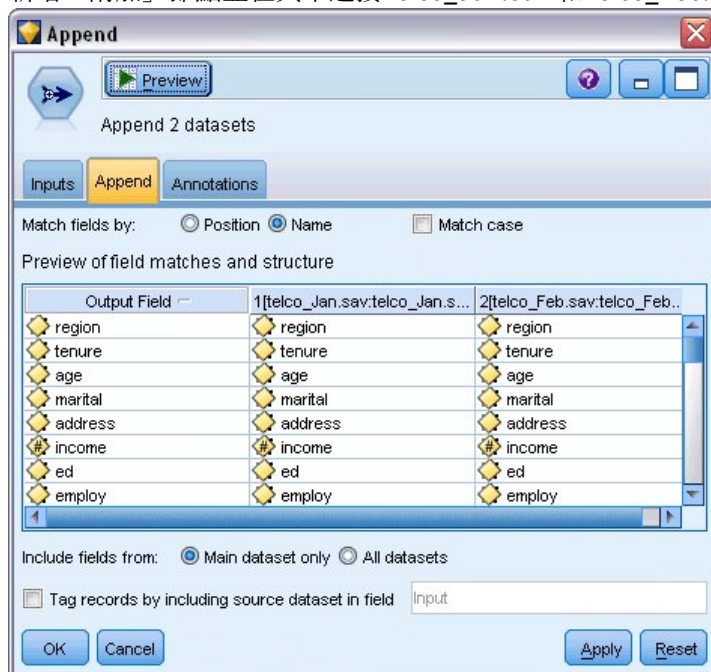 Append
Preview
Append 2 datasets
Inputs Append Annotations
Match fields by: Position Name Match case
Preview of field matches and structure
Output Field 1[telco_Jan.sav:telco_Jan.s... 2[telco_Feb.sav:telco_Feb..
region region region
tenure tenure tenure
age age age
marital marital marital
address address address
income income income
ed ed ed
employ employ employ
Include fields from: Main dataset only All datasets
Tag records by including source dataset in field Input
OK Cancel Apply Reset